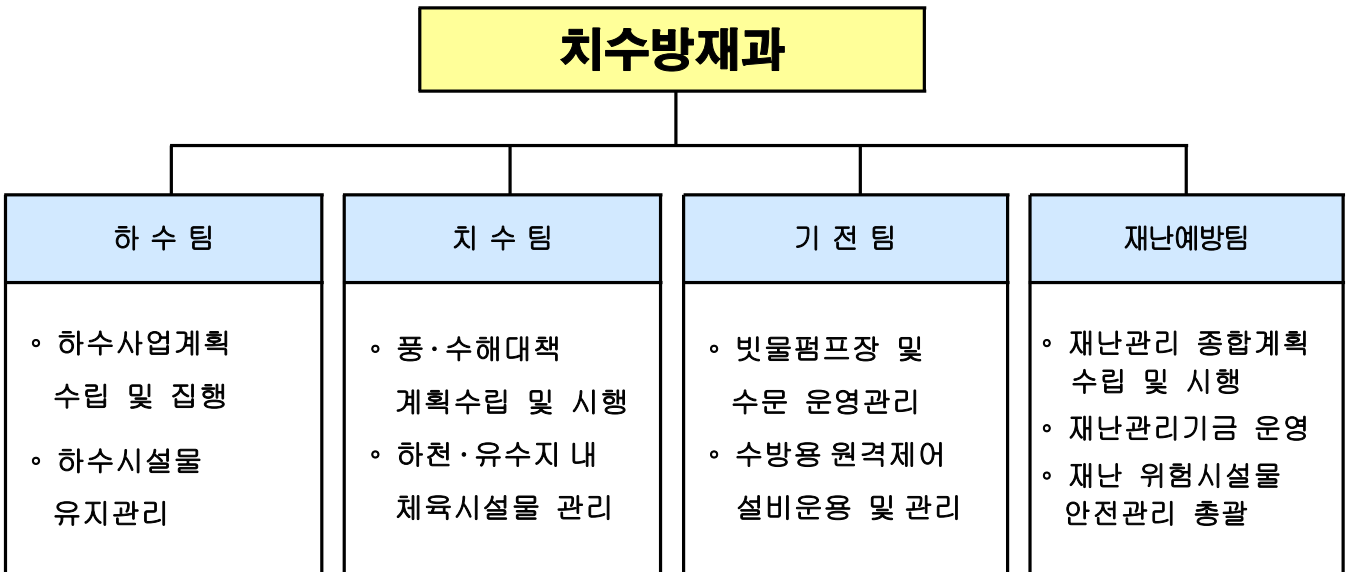 치수방재과
하 수 팀
◦ 하수사업계획
수립 및 집행
◦ 하수시설물
유지관리
치 수 팀
◦ 풍·수해대책
계획수립 및 시행
◦ 하천·유수지 내
체육시설물 관리
기 전 팀
◦ 빗물펌프장 및
수문 운영관리
◦ 수방용 원격제어
설비운용 및 관리
재난예방팀
◦ 재난관리 종합계획
수립 및 시행
◦ 재난관리기금 운영
◦ 재난 위험시설물
안전관리 총괄